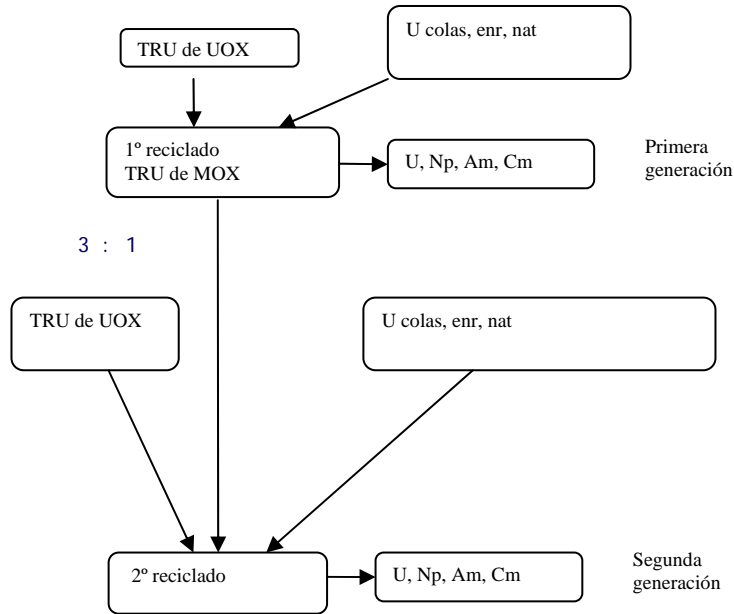 U colas, enr, nat
TRU de UOX
1º reciclado
TRU de MOX
U, Np, Am, Cm
Primera
generación
3 : 1
TRU de UOX
U colas, enr, nat
2º reciclado
U, Np, Am, Cm
Segunda
generación